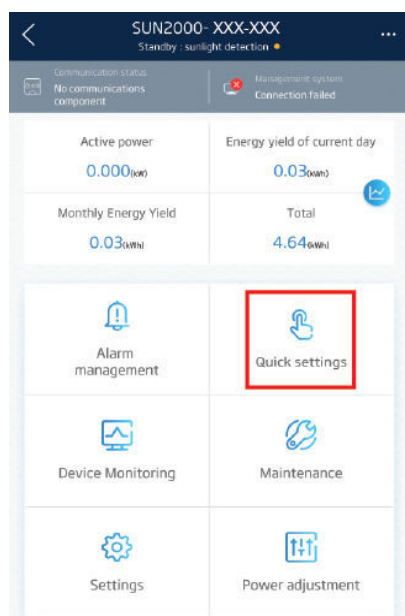 SUN2000- XXX-XXX
Standby : sunlight detection
...
Communication status
No communications
component
Management system
Connection failed
Active power
0.000(kW)
Energy yield of current day
0.03(kWh)
Monthly Energy Yield
0.03(kWh)
Total
4.64(kWh)
Alarm
management
Quick settings
Device Monitoring
Maintenance
Settings
Power adjustment